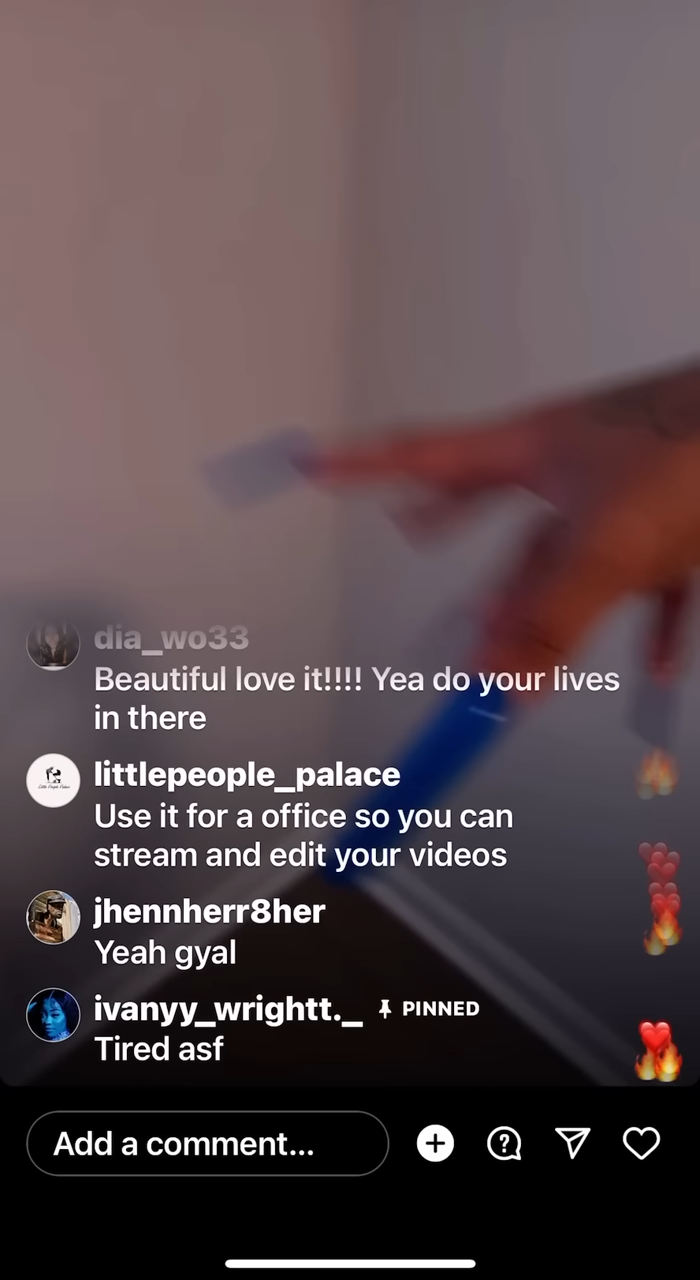 dia_wo33
Beautiful love it!!!! Yea do your lives
in there
littlepeople_palace
Use it for a office so you can
stream and edit your videos
jhennherr8her
Yeah gyal
ivanyy_wrightt._ PINNED
Tired asf
Add a comment...